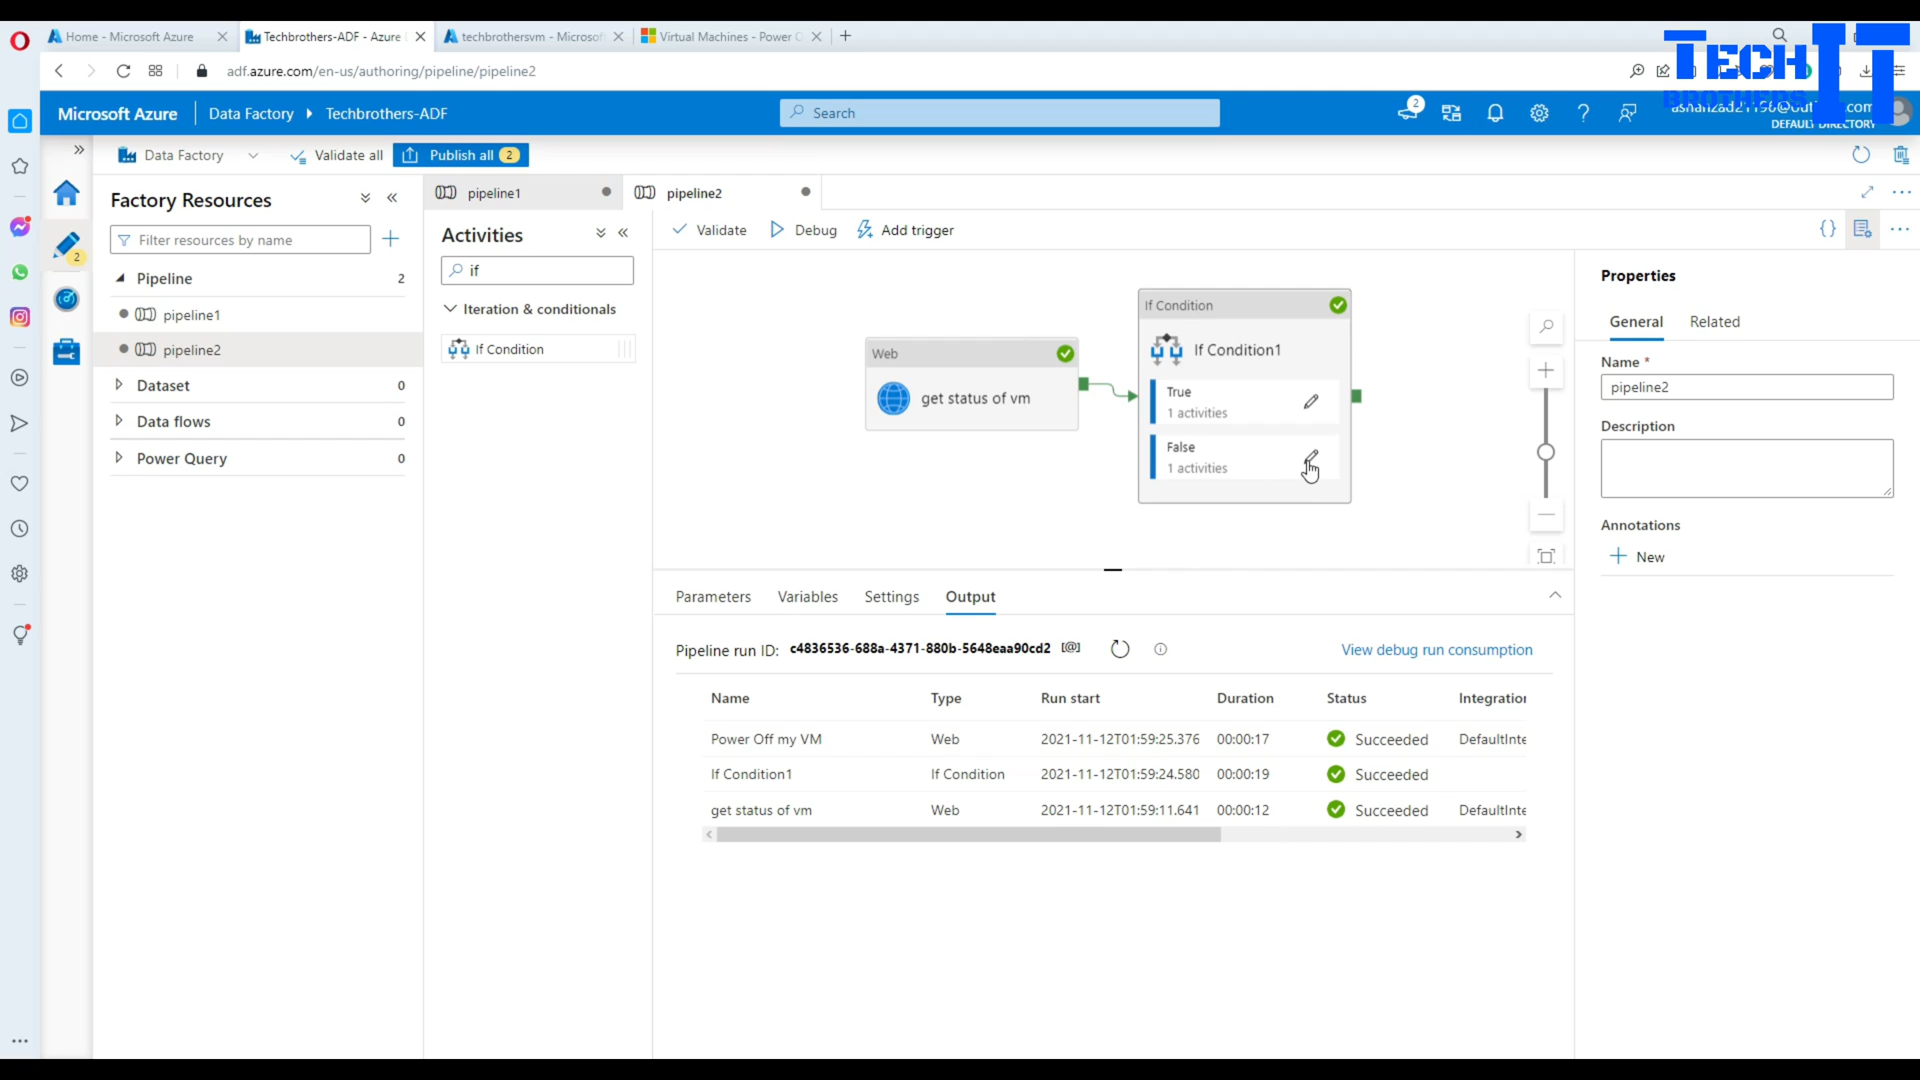 Home - Microsoft Azure
Techbrothers-ADF - Azure
techbrothersvm - Microsof
Virtual Machines - Power
adf.azure.com/en-us/authoring/pipeline/pipeline2
TECH IT
BROTHERS
Microsoft Azure
Data Factory
Techbrothers-ADF
Search
2
DEFAULT DIRECTORY
Data Factory
Validate all
Publish all 2
Factory Resources
pipeline1
pipeline2
Filter resources by name
2
Pipeline 2
pipeline1
pipeline2
Dataset 0
Data flows 0
Power Query 0
Activities
if
Iteration & conditionals
If Condition
Validate
Debug
Add trigger
Web
get status of vm
If Condition
If Condition1
True
1 activities
False
1 activities
Parameters
Variables
Settings
Output
Pipeline run ID: c4836536-688a-4371-880b-5648eaa90cd2
View debug run consumption
Name Type Run start Duration Status Integration
Power Off my VM Web 2021-11-12T01:59:25.376 00:00:17 Succeeded DefaultInte
If Condition1 If Condition 2021-11-12T01:59:24.580 00:00:19 Succeeded
get status of vm Web 2021-11-12T01:59:11.641 00:00:12 Succeeded DefaultInte
Properties
General
Related
Name *
pipeline2
Description
Annotations
New